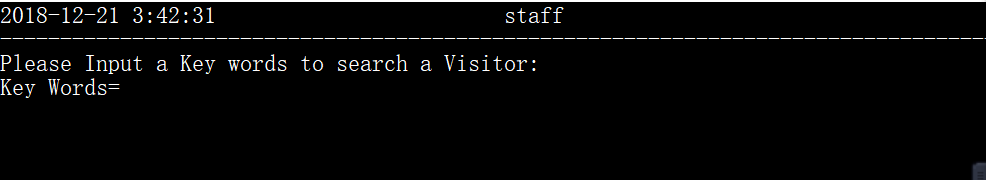 2018-12-21 3:42:31 staff
--------------------------------------------------------------------------------
Please Input a Key words to search a Visitor:
Key Words=